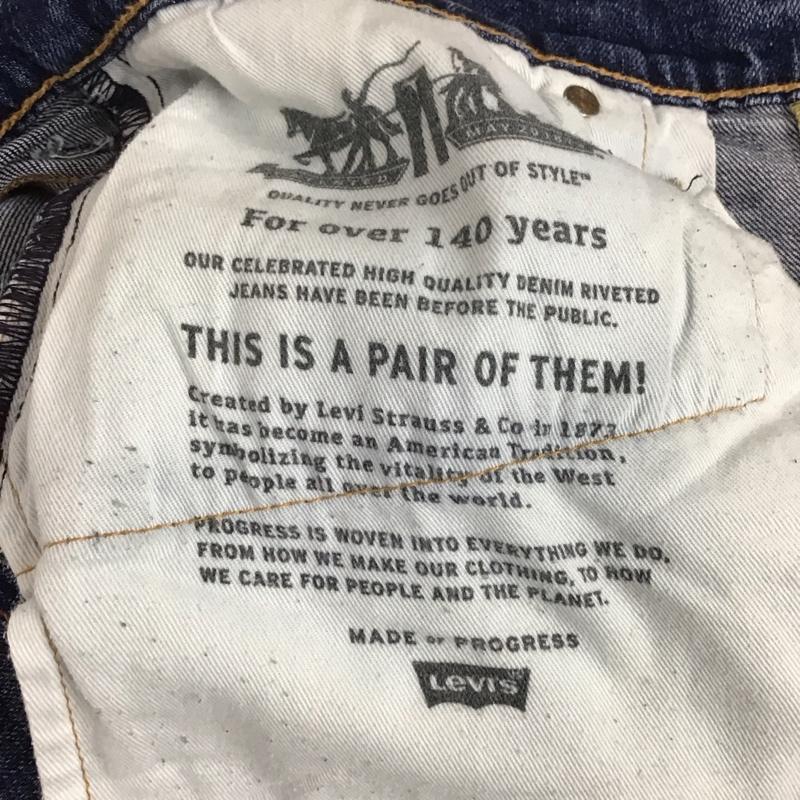 MAY 20
QUALITY NEVER GOES OUT OF STYLE™
For over 140 years
OUR CELEBRATED HIGH QUALITY DENIM RIVETED
JEANS HAVE BEEN BEFORE THE PUBLIC.
THIS IS A PAIR OF THEM!
Created by Levi Strauss & Co in 1873
it has become an American Tradition,
symbolizing the vitality of the West
to people all over the world.
PROGRESS IS WOVEN INTO EVERYTHING WE DO,
FROM HOW WE MAKE OUR CLOTHING, TO HOW
WE CARE FOR PEOPLE AND THE PLANET.
MADE OF PROGRESS
LEVI'S